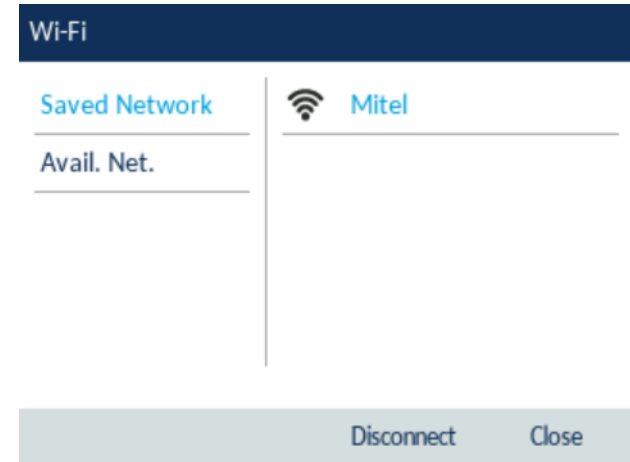 Wi-Fi
Saved Network
Mitel
Avail. Net.
Disconnect
Close